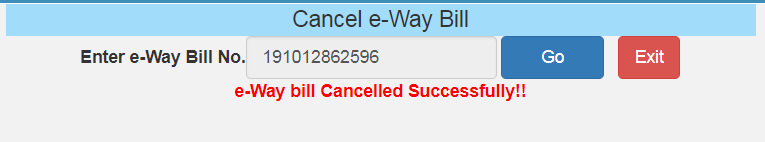 Cancel e-Way Bill
Enter e-Way Bill No. 191012862596 Go Exit
e-Way bill Cancelled Successfully!!